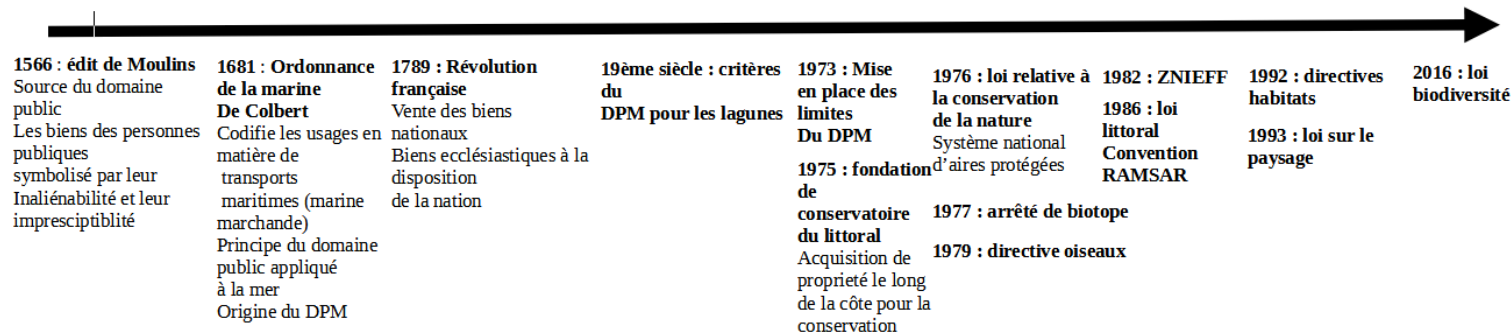 1566 : édit de Moulins
Source du domaine
public
Les biens des personnes
publiques
symbolisé par leur
Inaliénabilité et leur
impresciptiblité
1681 : Ordonnance
de la marine
De Colbert
Codifie les usages en
matière de
transports
maritimes (marine
marchande)
Principe du domaine
public appliqué
à la mer
Origine du DPM
1789 : Révolution
française
Vente des biens
nationaux
Biens ecclésiastiques à la
disposition
de la nation
19ème siècle : critères
du
DPM pour les lagunes
1973 : Mise
en place des
limites
Du DPM
1975 : fondation
de
conservatoire
du littoral
Acquisition de
propriété le long
de la côte pour la
conservation
1976 : loi relative à
la conservation
de la nature
Système national
d’aires protégées
1977 : arrêté de biotope
1979 : directive oiseaux
1982 : ZNIEFF
1986 : loi
littoral
Convention
RAMSAR
1992 : directives
habitats
1993 : loi sur le
paysage
2016 : loi
biodiversité